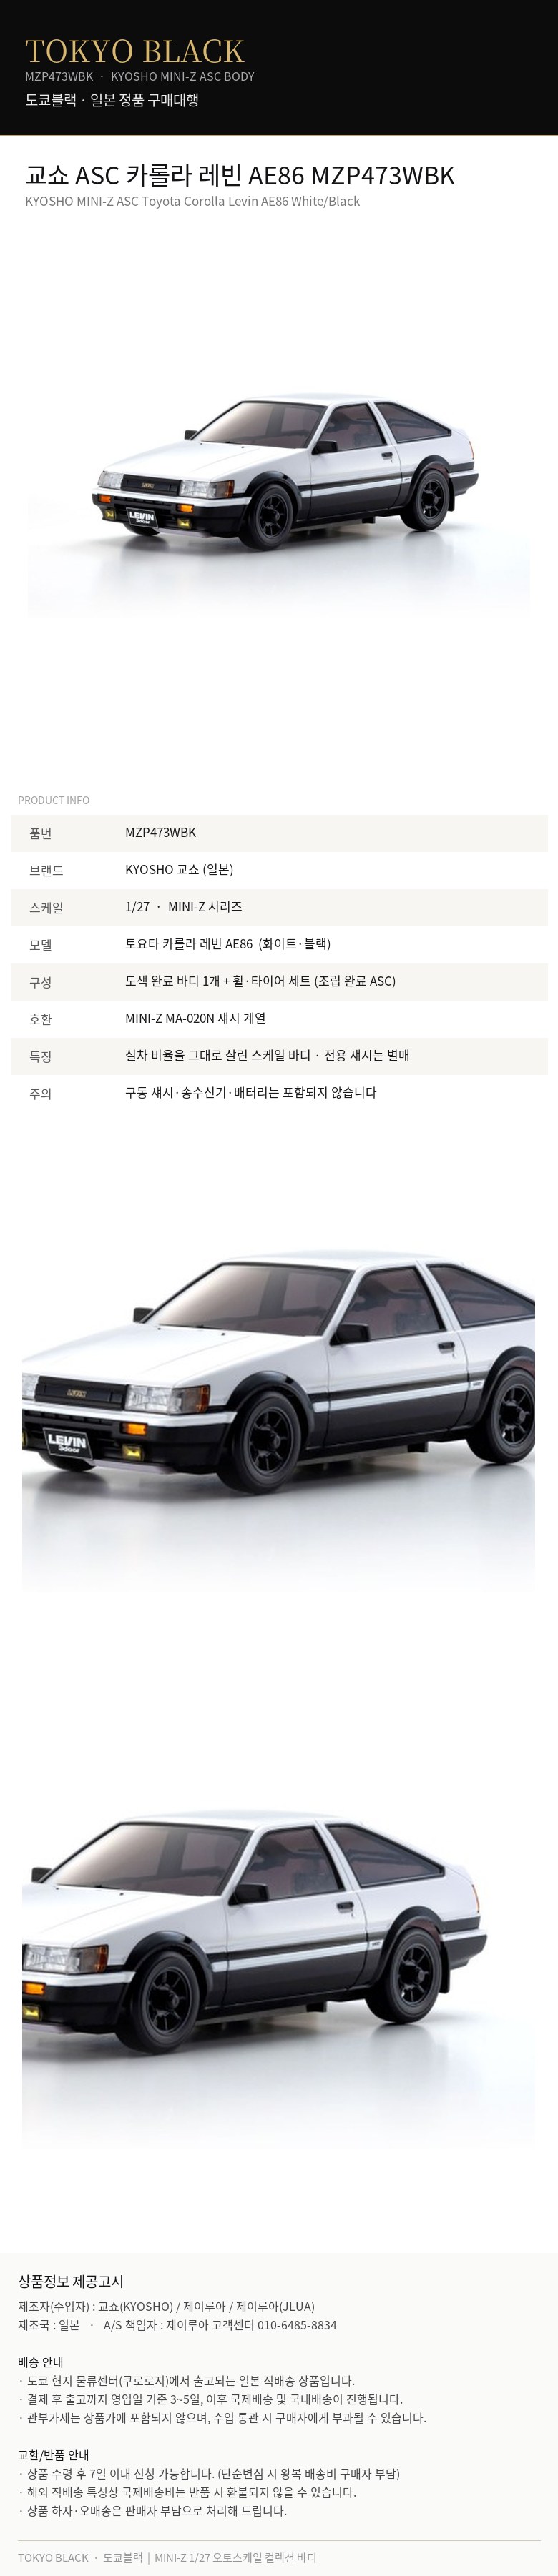 TOKYO BLACK
MZP473WBK · KYOSHO MINI-Z ASC BODY
도쿄블랙 · 일본 정품 구매대행
교쇼 ASC 카롤라 레빈 AE86 MZP473WBK
KYOSHO MINI-Z ASC Toyota Corolla Levin AE86 White/Black
LEVIN
LEVIN
3door
PRODUCT INFO
품번 MZP473WBK
브랜드 KYOSHO 교쇼 (일본)
스케일 1/27 · MINI-Z 시리즈
모델 토요타 카롤라 레빈 AE86 (화이트·블랙)
구성 도색 완료 바디 1개 + 휠·타이어 세트 (조립 완료 ASC)
호환 MINI-Z MA-020N 섀시 계열
특징 실차 비율을 그대로 살린 스케일 바디 · 전용 섀시는 별매
주의 구동 섀시·송수신기·배터리는 포함되지 않습니다
LEVIN
LEVIN
3door
상품정보 제공고시
제조자(수입자) : 교쇼(KYOSHO) / 제이루아 / 제이루아(JLUA)
제조국 : 일본 · A/S 책임자 : 제이루아 고객센터 010-6485-8834
배송 안내
· 도쿄 현지 물류센터(쿠로로지)에서 출고되는 일본 직배송 상품입니다.
· 결제 후 출고까지 영업일 기준 3~5일, 이후 국제배송 및 국내배송이 진행됩니다.
· 관부가세는 상품가에 포함되지 않으며, 수입 통관 시 구매자에게 부과될 수 있습니다.
교환/반품 안내
· 상품 수령 후 7일 이내 신청 가능합니다. (단순변심 시 왕복 배송비 구매자 부담)
· 해외 직배송 특성상 국제배송비는 반품 시 환불되지 않을 수 있습니다.
· 상품 하자·오배송은 판매자 부담으로 처리해 드립니다.
TOKYO BLACK · 도쿄블랙 | MINI-Z 1/27 오토스케일 컬렉션 바디